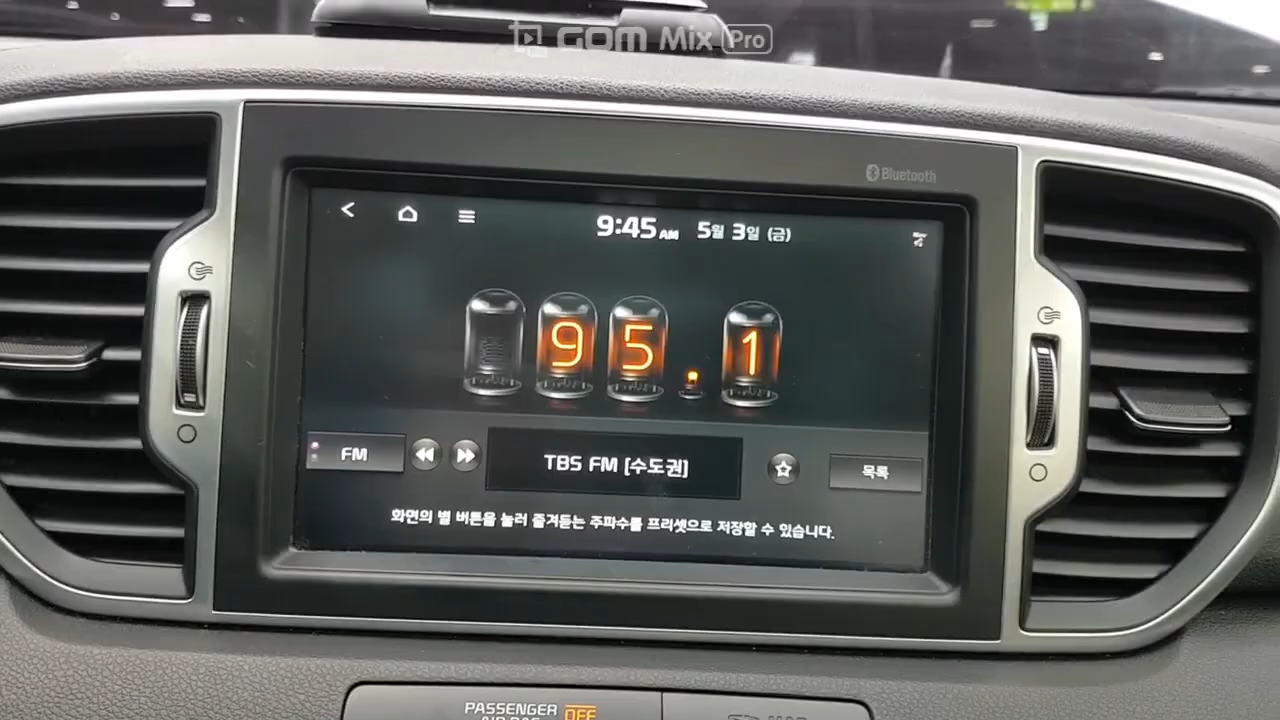 GOM Mix Pro
Bluetooth
9:45 AM 5월 3일 (금)
95.1
FM
TBS FM [수도권]
목록
화면의 별 버튼을 눌러 즐겨듣는 주파수를 프리셋으로 저장할 수 있습니다.
PASSENGER
AIR BAG OFF